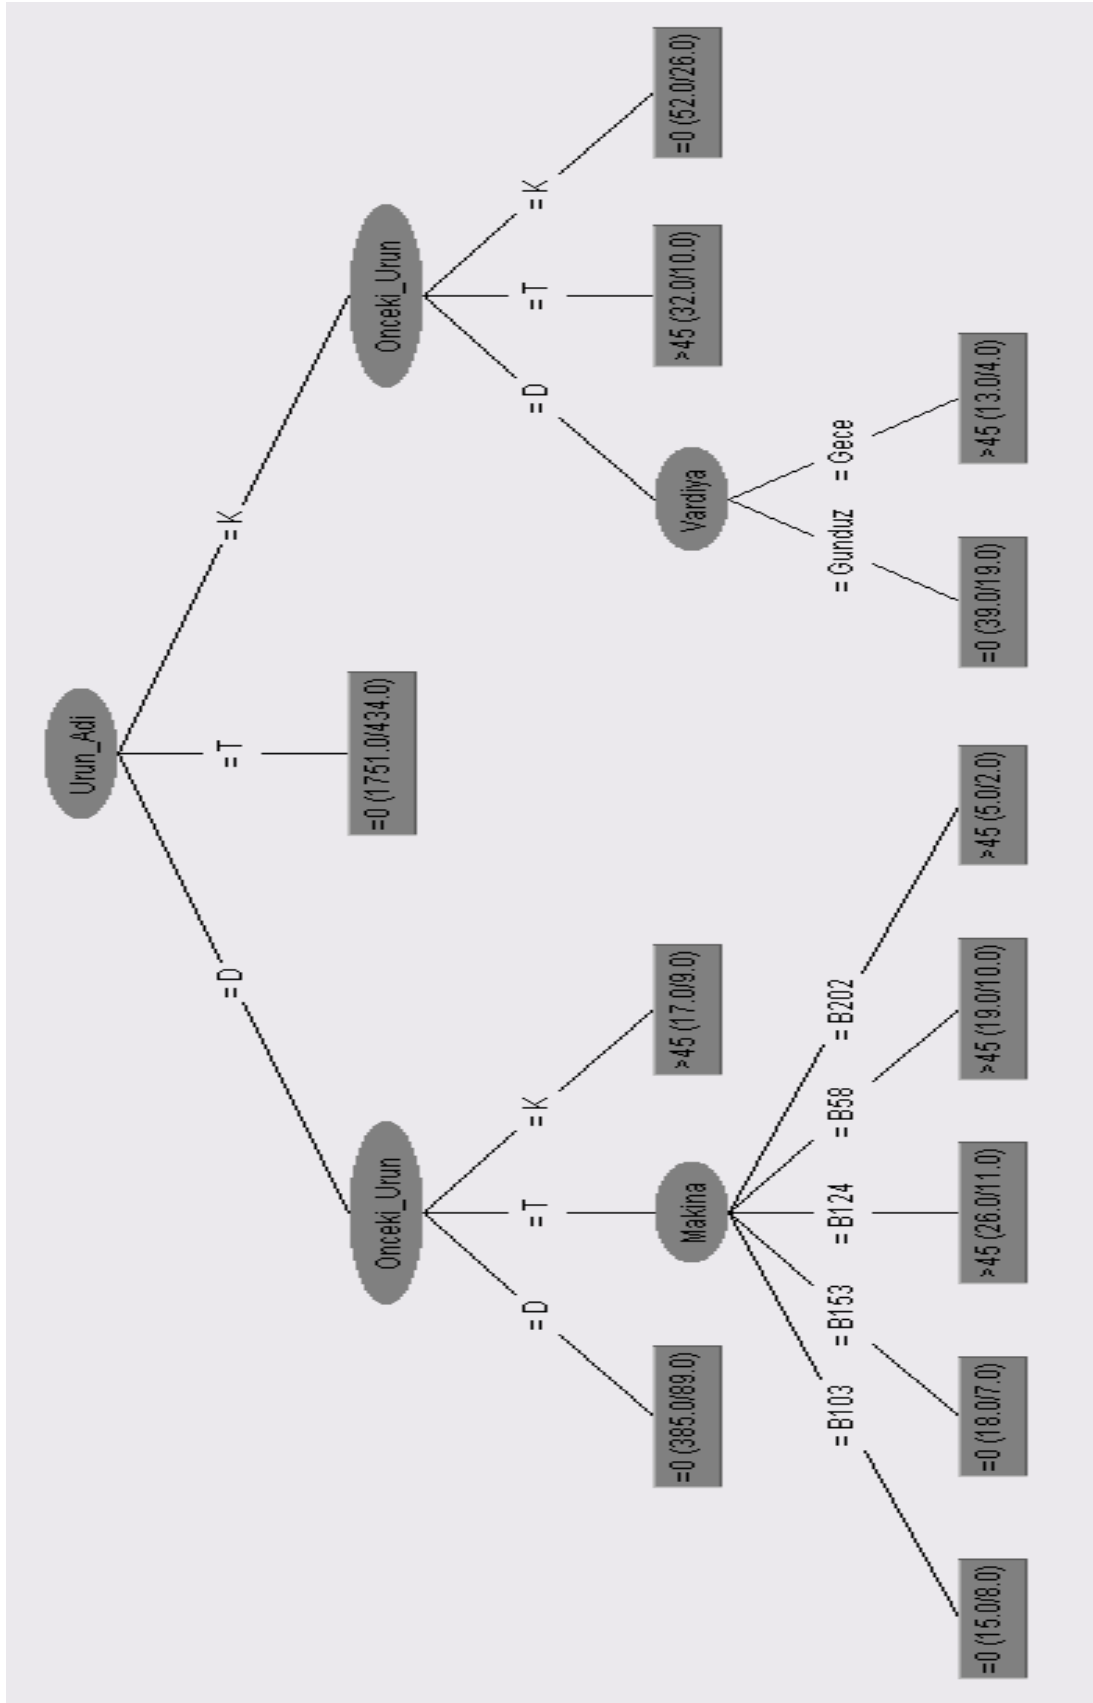 Urun_Adi
=D
=T
=K
Onceki_Urun
=0 (1751.0/434.0)
Onceki_Urun
=D
=T
=K
=D
=T
=K
=0 (385.0/89.0)
Makina
>45 (17.0/9.0)
Vardiya
>45 (32.0/10.0)
=0 (52.0/26.0)
=B103
=B153
=B124
=B58
=B202
=Gunduz
=Gece
=0 (15.0/8.0)
=0 (18.0/7.0)
>45 (26.0/11.0)
>45 (19.0/10.0)
>45 (5.0/2.0)
=0 (39.0/19.0)
>45 (13.0/4.0)